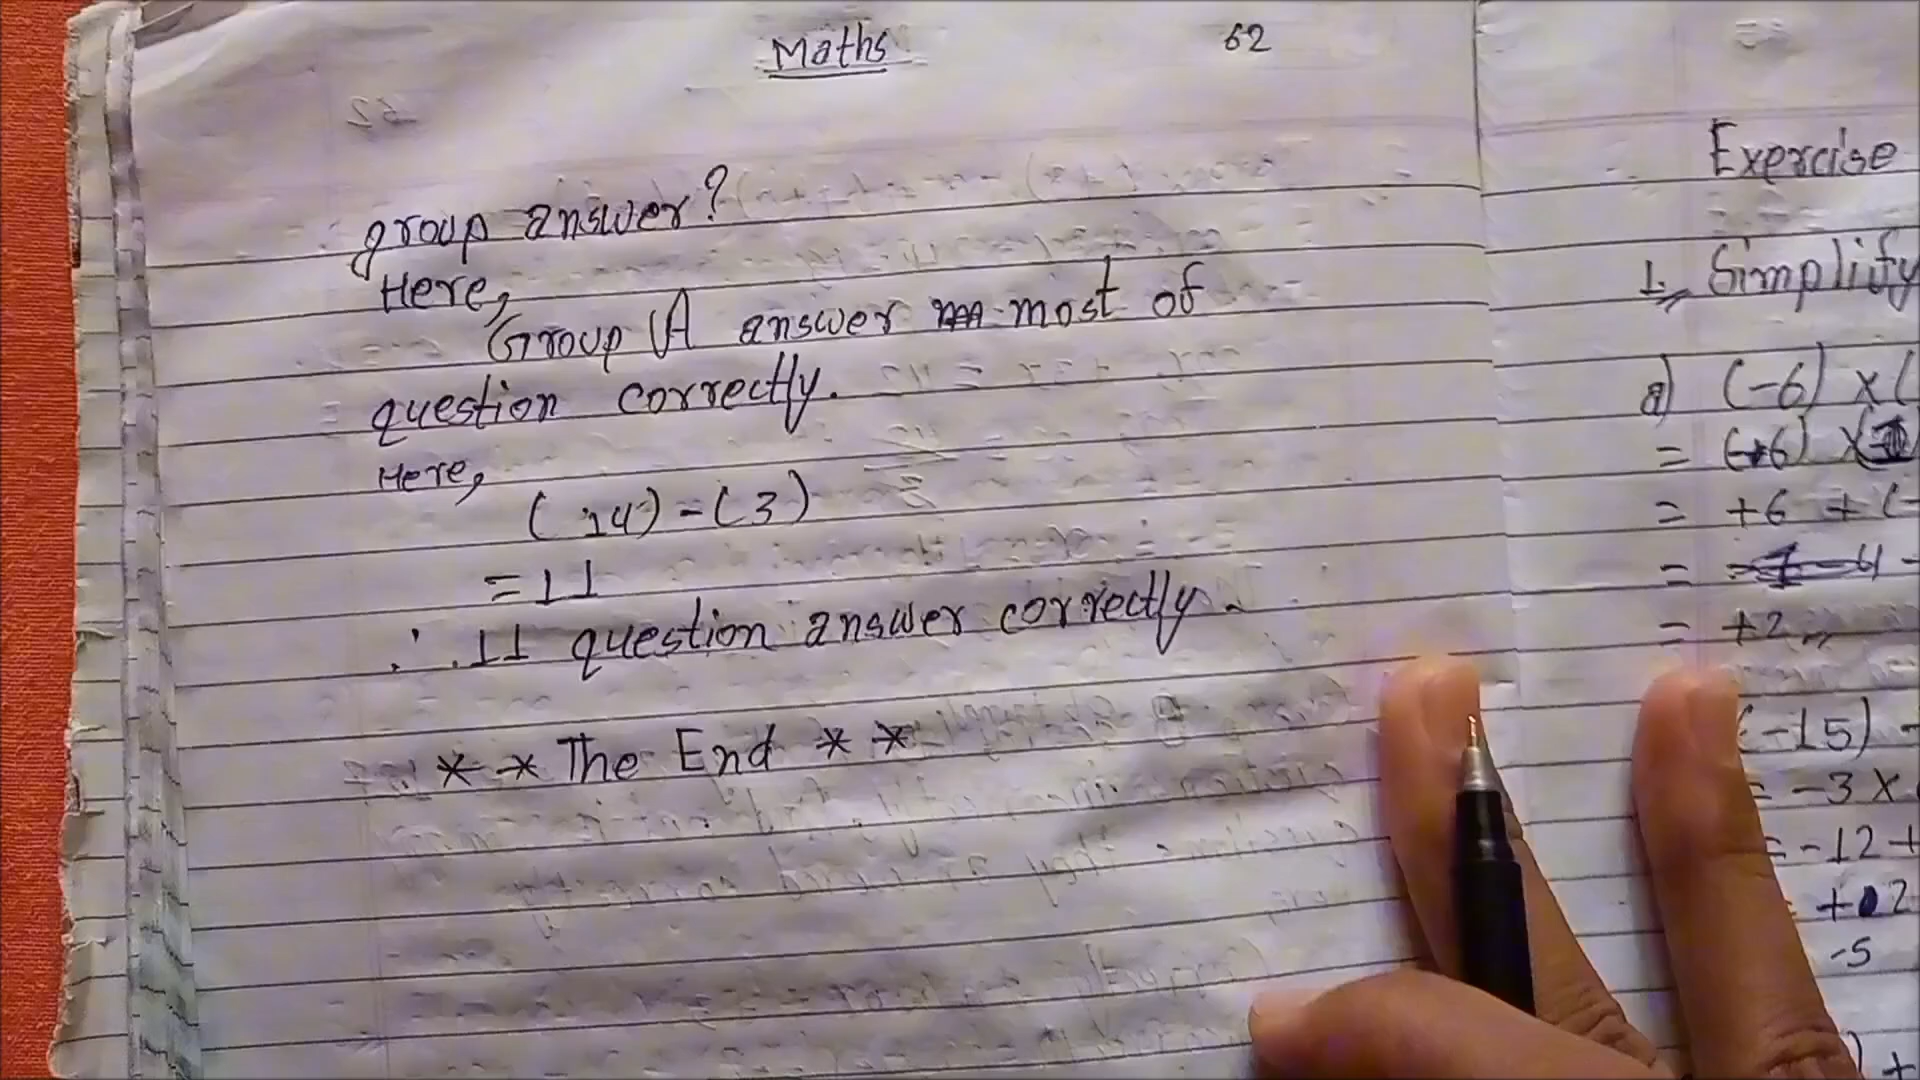 Maths
62
group answer?
Here,
Group A answer most of
question correctly.
Here,
(14) - (3)
= 11
∴ 11 question answer correctly.
* * The End * *
Exercise
1. Simplify
a) (-6) × (
= +6 + (-
= +2
(-15) -
= -3 ×
= -12 +
-5